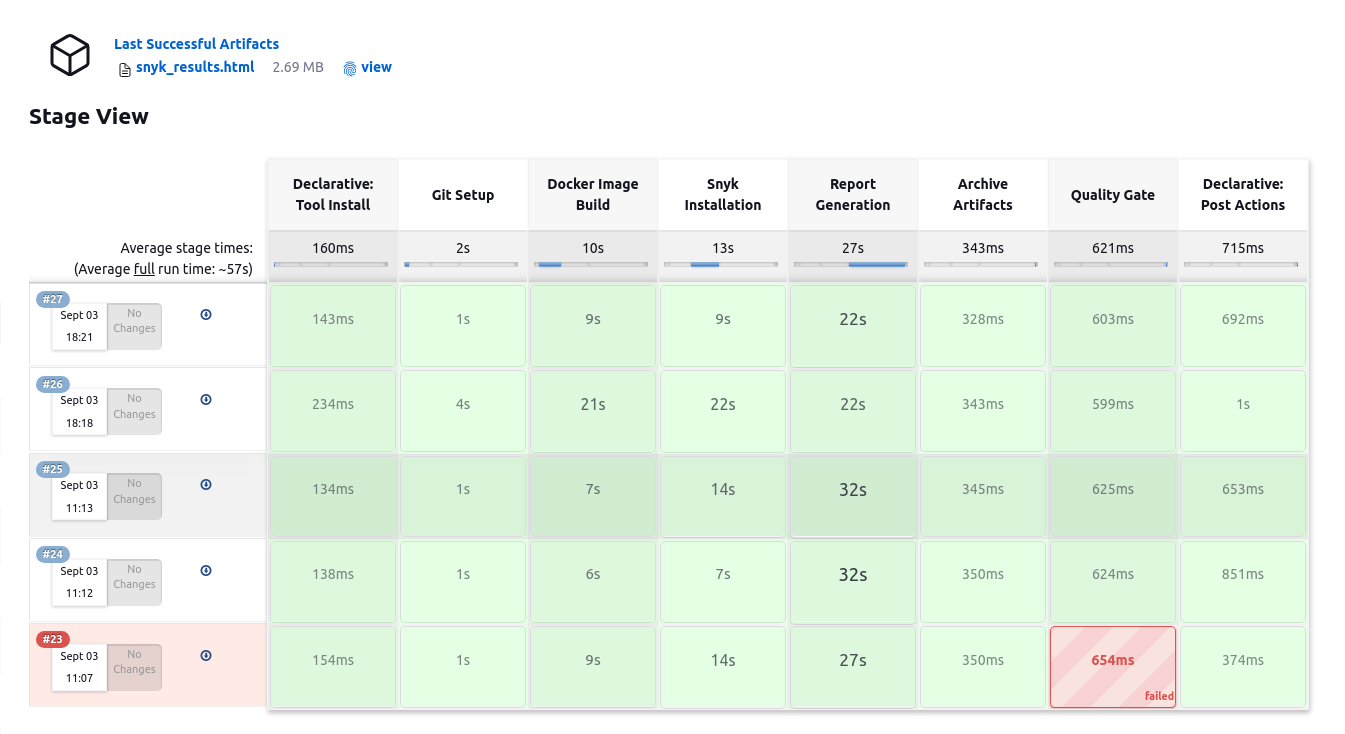 Last Successful Artifacts
snyk_results.html 2.69 MB view
Stage View
Declarative: Tool Install
Git Setup
Docker Image Build
Snyk Installation
Report Generation
Archive Artifacts
Quality Gate
Declarative: Post Actions
Average stage times:
(Average full run time: ~57s)
160ms 2s 10s 13s 27s 343ms 621ms 715ms
#27
Sept 03
18:21
No
Changes
143ms 1s 9s 9s 22s 328ms 603ms 692ms
#26
Sept 03
18:18
No
Changes
234ms 4s 21s 22s 22s 343ms 599ms 1s
#25
Sept 03
11:13
No
Changes
134ms 1s 7s 14s 32s 345ms 625ms 653ms
#24
Sept 03
11:12
No
Changes
138ms 1s 6s 7s 32s 350ms 624ms 851ms
#23
Sept 03
11:07
No
Changes
154ms 1s 9s 14s 27s 350ms 654ms 374ms
failed